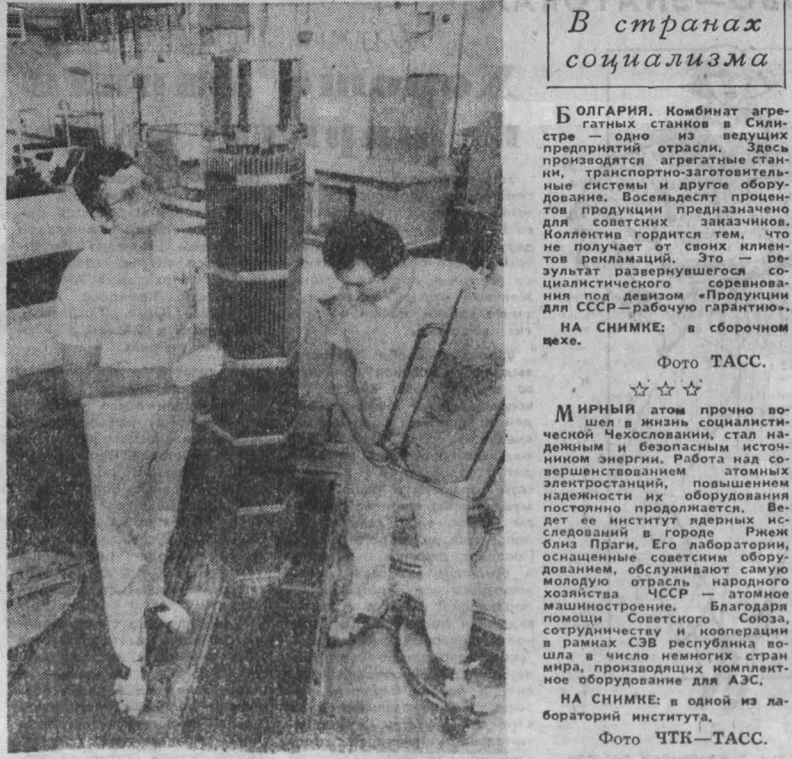 В странах
социализма
БОЛГАРИЯ. Комбинат агре-
гатных станков в Сили-
стре — одно из ведущих
предприятий отрасли. Здесь
производятся агрегатные стан-
ки, транспортно-заготовитель-
ные системы и другое обору-
дование. Восемьдесят процен-
тов продукции предназначено
для советских заказчиков.
Коллектив гордится тем, что
не получает от своих клиен-
тов рекламаций. Это — ре-
зультат развернувшегося со-
циалистического соревнова-
ния под девизом «Продукции
для СССР—рабочую гарантию».
НА СНИМКЕ: в сборочном
цехе.
Фото ТАСС.
МИРНЫЙ атом прочно во-
шел в жизнь социалисти-
ческой Чехословакии, стал на-
дежным и безопасным источ-
ником энергии. Работа над со-
вершенствованием атомных
электростанций, повышением
надежности их оборудования
постоянно продолжается. Ве-
дет ее институт ядерных ис-
следований в городе Ржеж
близ Праги. Его лаборатории,
оснащенные советским обору-
дованием, обслуживают самую
молодую отрасль народного
хозяйства ЧССР — атомное
машиностроение. Благодаря
помощи Советского Союза,
сотрудничеству и кооперации
в рамках СЭВ республика во-
шла в число немногих стран
мира, производящих комплект-
ное оборудование для АЭС.
НА СНИМКЕ: в одной из ла-
бораторий института.
Фото ЧТК—ТАСС.